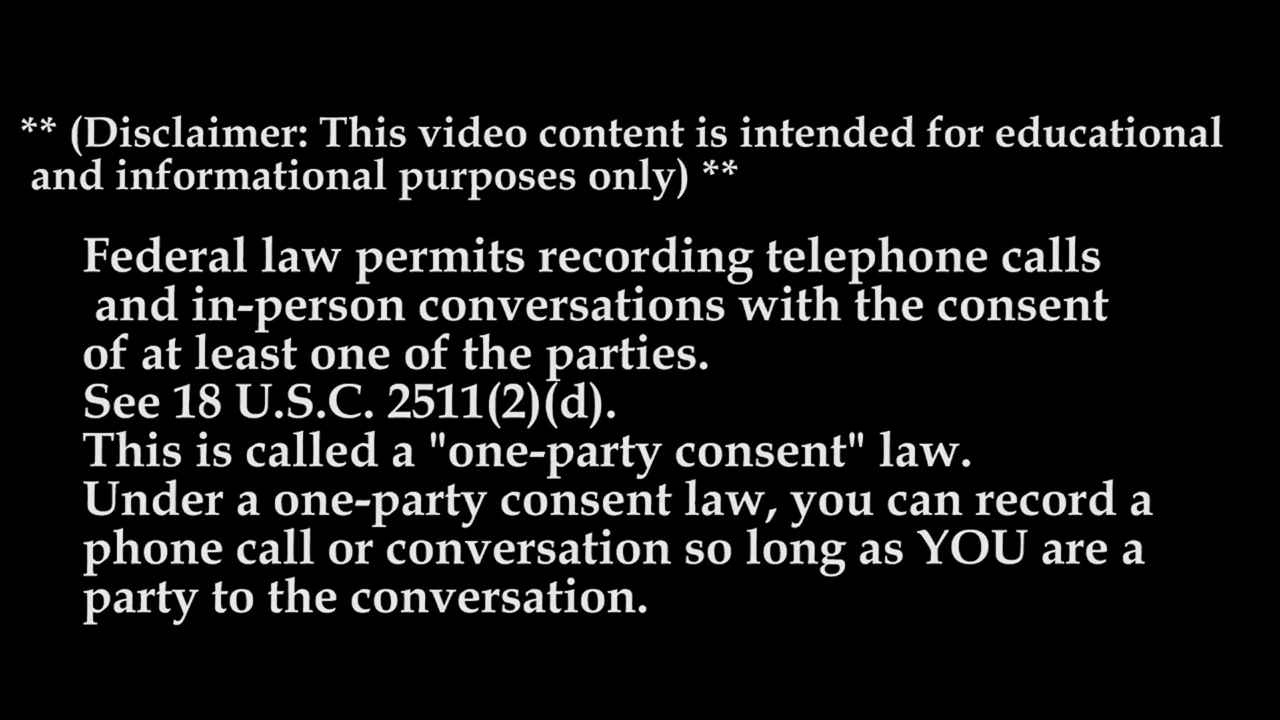 ** (Disclaimer: This video content is intended for educational
and informational purposes only) **
Federal law permits recording telephone calls
and in-person conversations with the consent
of at least one of the parties.
See 18 U.S.C. 2511(2)(d).
This is called a "one-party consent" law.
Under a one-party consent law, you can record a
phone call or conversation so long as YOU are a
party to the conversation.